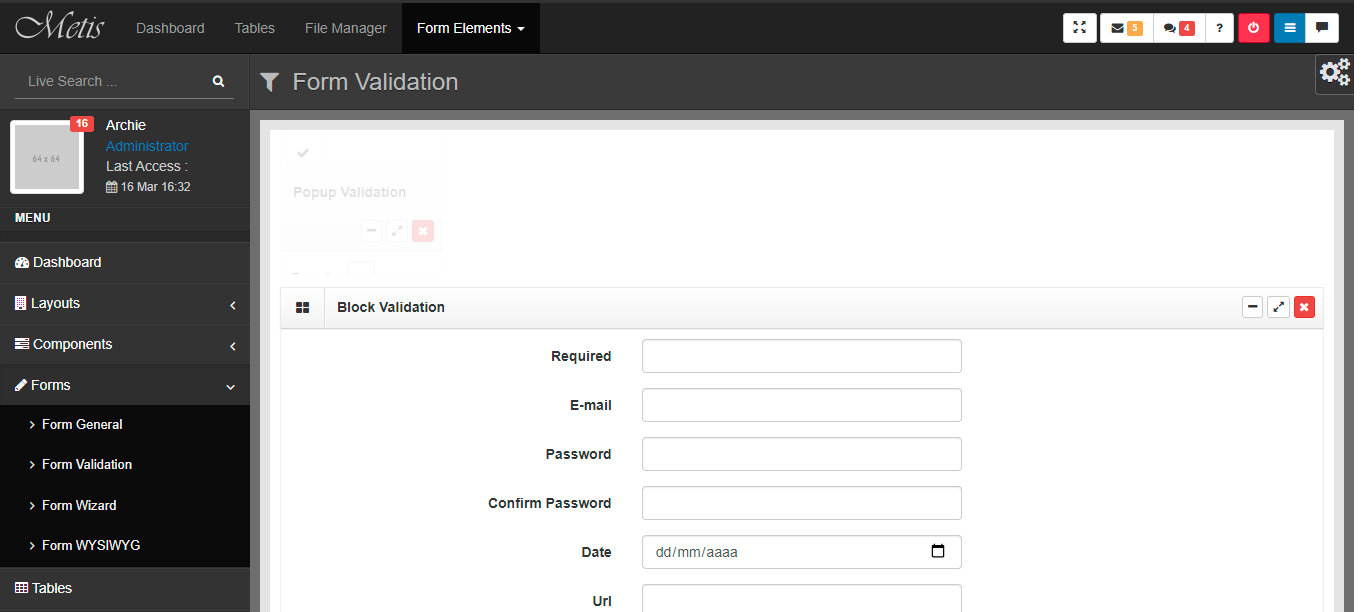 Metis Dashboard Tables File Manager Form Elements 5 4 ?
Live Search ...
Form Validation
64 x 64
16
Archie
Administrator
Last Access :
16 Mar 16:32
MENU
Dashboard
Layouts
Components
Forms
Form General
Form Validation
Form Wizard
Form WYSIWYG
Tables
Popup Validation
Block Validation
Required
E-mail
Password
Confirm Password
Date dd/mm/aaaa
Url